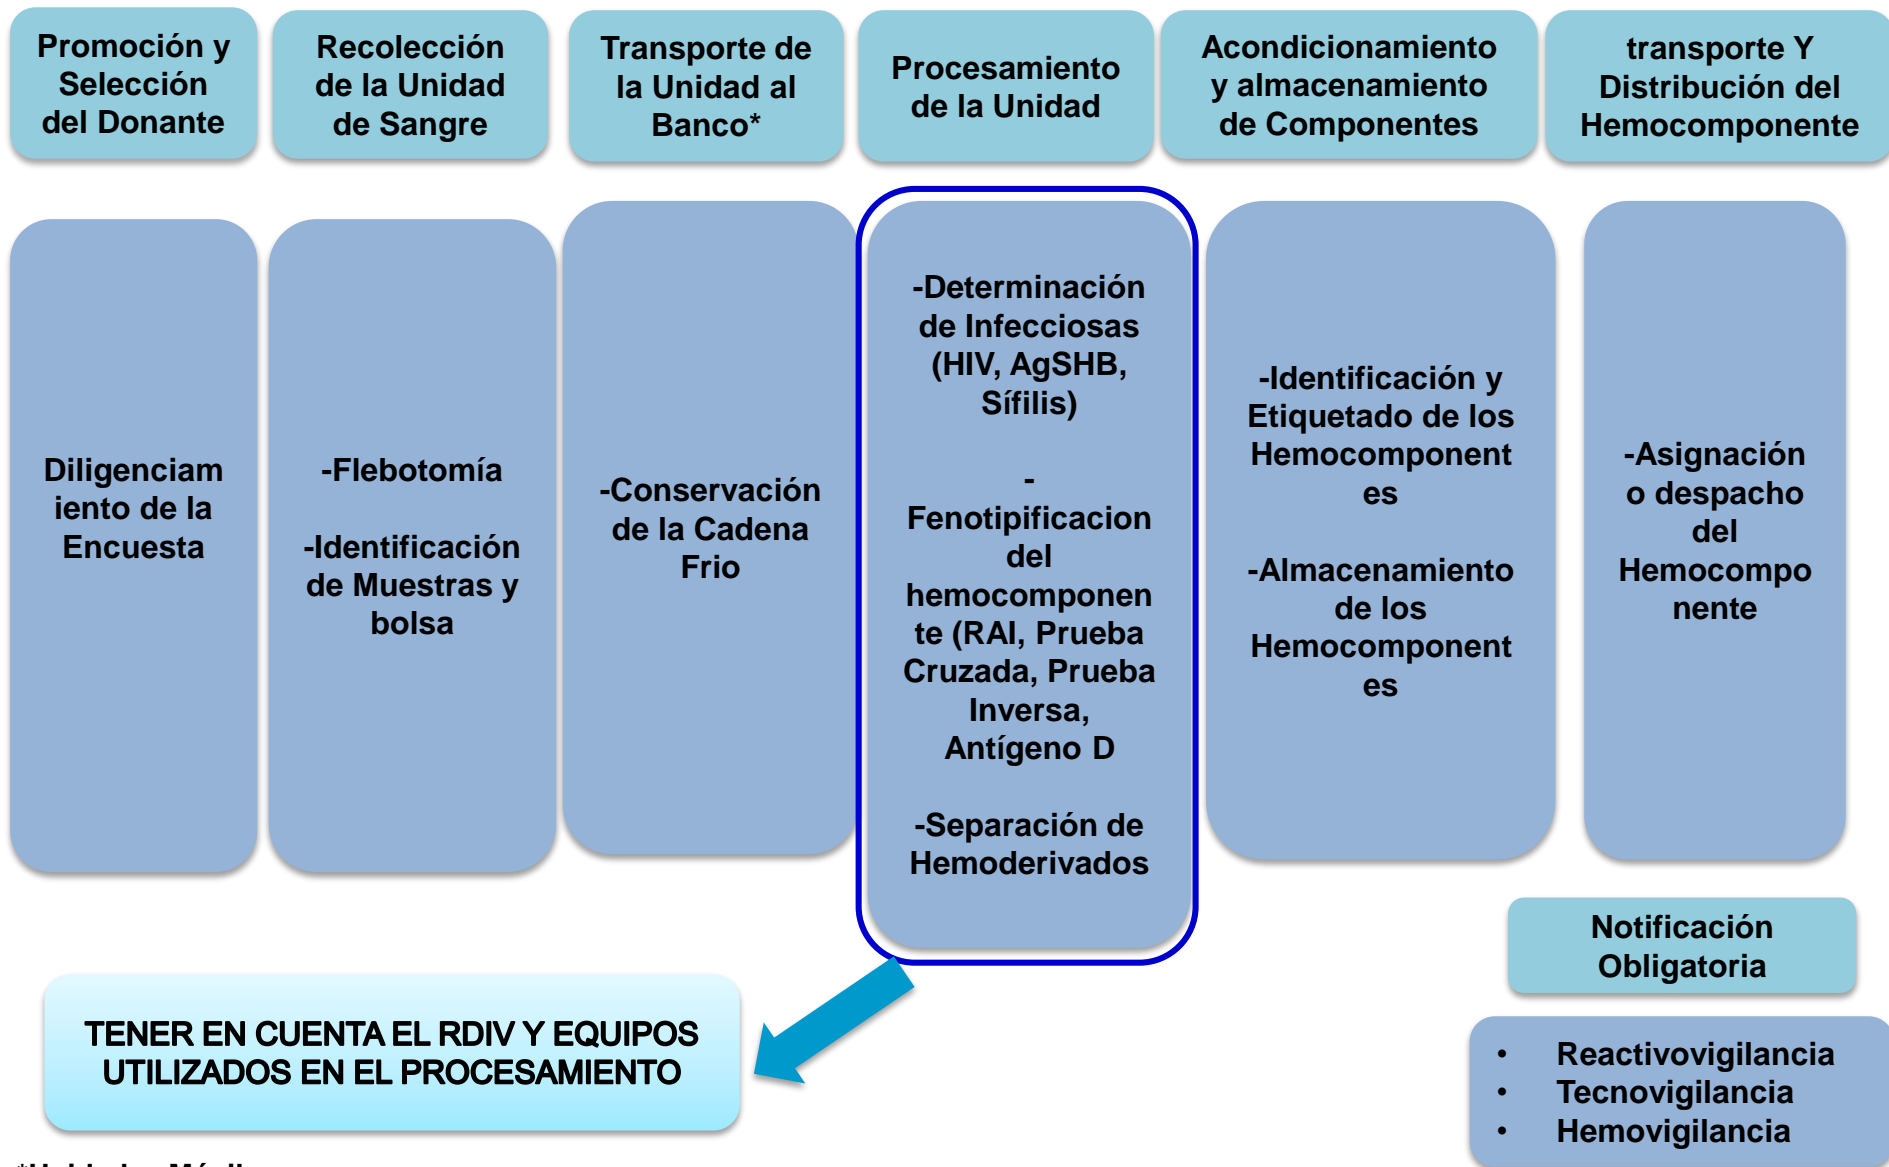 Promoción y
Selección
del Donante
Recolección
de la Unidad
de Sangre
Transporte de
la Unidad al
Banco*
Procesamiento
de la Unidad
Acondicionamiento
y almacenamiento
de Componentes
transporte Y
Distribución del
Hemocomponente
Diligenciam
iento de la
Encuesta
-Flebotomía
-Identificación
de Muestras y
bolsa
-Conservación
de la Cadena
Frio
-Determinación
de Infecciosas
(HIV, AgSHB,
Sífilis)
-
Fenotipificacion
del
hemocomponen
te (RAI, Prueba
Cruzada, Prueba
Inversa,
Antígeno D
-Separación de
Hemoderivados
-Identificación y
Etiquetado de los
Hemocomponent
es
-Almacenamiento
de los
Hemocomponent
es
-Asignación
o despacho
del
Hemocompo
nente
TENER EN CUENTA EL RDIV Y EQUIPOS
UTILIZADOS EN EL PROCESAMIENTO
Notificación
Obligatoria
• Reactivovigilancia
• Tecnovigilancia
• Hemovigilancia